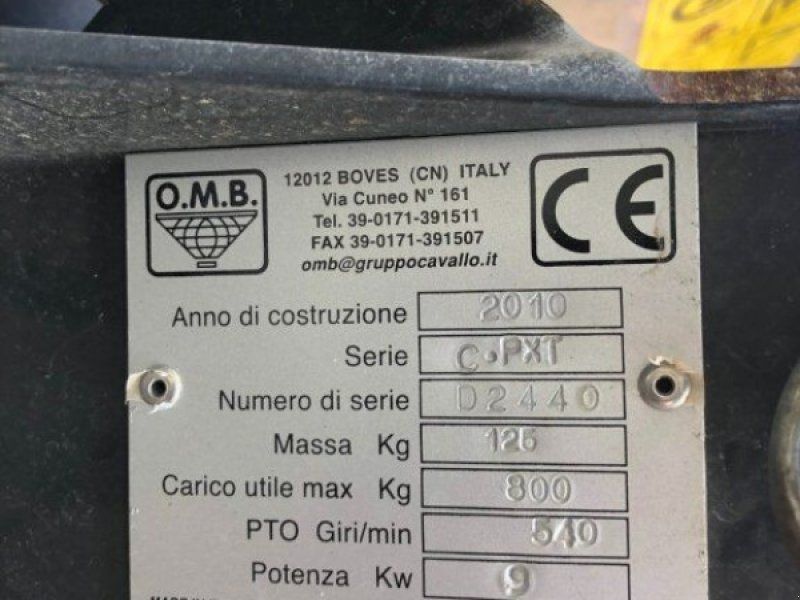 O.M.B.
12012 BOVES (CN) ITALY
Via Cuneo N° 161
Tel. 39-0171-391511
FAX 39-0171-391507
omb@gruppocavallo.it
CE
Anno di costruzione 2010
Serie C•PXT
Numero di serie D2440
Massa Kg 125
Carico utile max Kg 800
PTO Giri/min 540
Potenza Kw 9